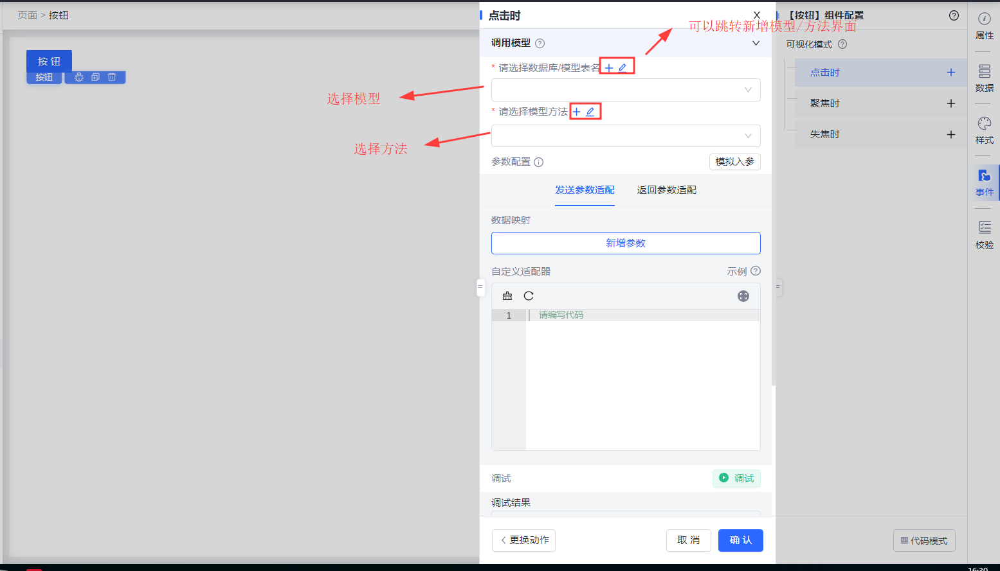 页面 > 按钮
按 钮
按钮
点击时
X
可以跳转新增模型/方法界面
调用模型
* 请选择数据库/模型表名
选择模型
* 请选择模型方法
选择方法
参数配置
模拟入参
发送参数适配
返回参数适配
数据映射
新增参数
自定义适配器
示例
1
请编写代码
调试
调试
调试结果
更换动作
取 消
确 认
【按钮】组件配置
可视化模式
点击时
聚焦时
失焦时
代码模式
属性
数据
样式
事件
校验
16:30